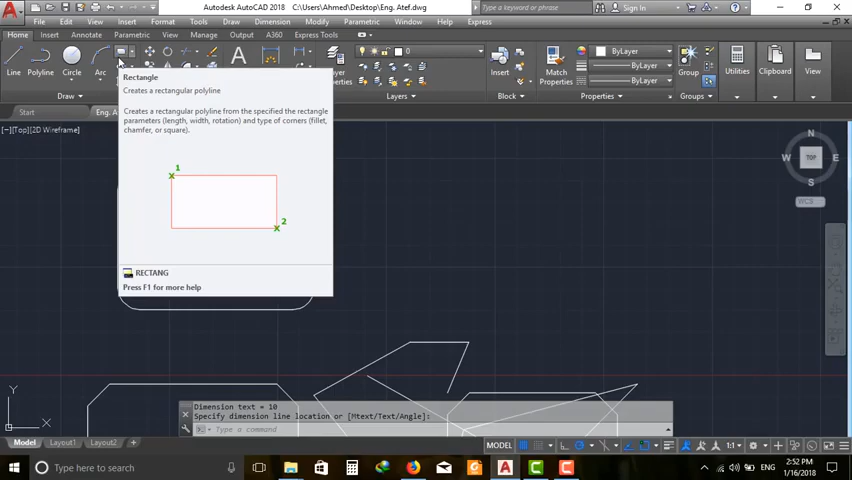 A
Autodesk AutoCAD 2018 C:\Users\Ahmed\Desktop\Eng. Atef.dwg
Type a keyword or phrase
Sign In
File Edit View Insert Format Tools Draw Dimension Modify Parametric Window Help Express
Home Insert Annotate Parametric View Manage Output A360 Express Tools
0
ByLayer
ByLayer
ByLayer
Line Polyline Circle Arc
A
Layer
Properties
Insert
Match
Properties
Group
Utilities
Clipboard
View
Draw
Layers
Block
Properties
Groups
Start
Eng. A
Rectangle
Creates a rectangular polyline
Creates a rectangular polyline from the specified the rectangle
parameters (length, width, rotation) and type of corners (fillet,
chamfer, or square).
1
2
RECTANG
Press F1 for more help
[−][Top][2D Wireframe]
N
W TOP E
S
WCS
Y
X
Dimension text = 10
Specify dimension line location or [Mtext/Text/Angle]:
Type a command
Model Layout1 Layout2 +
MODEL
1:1
Type here to search
ENG
2:52 PM
1/16/2018